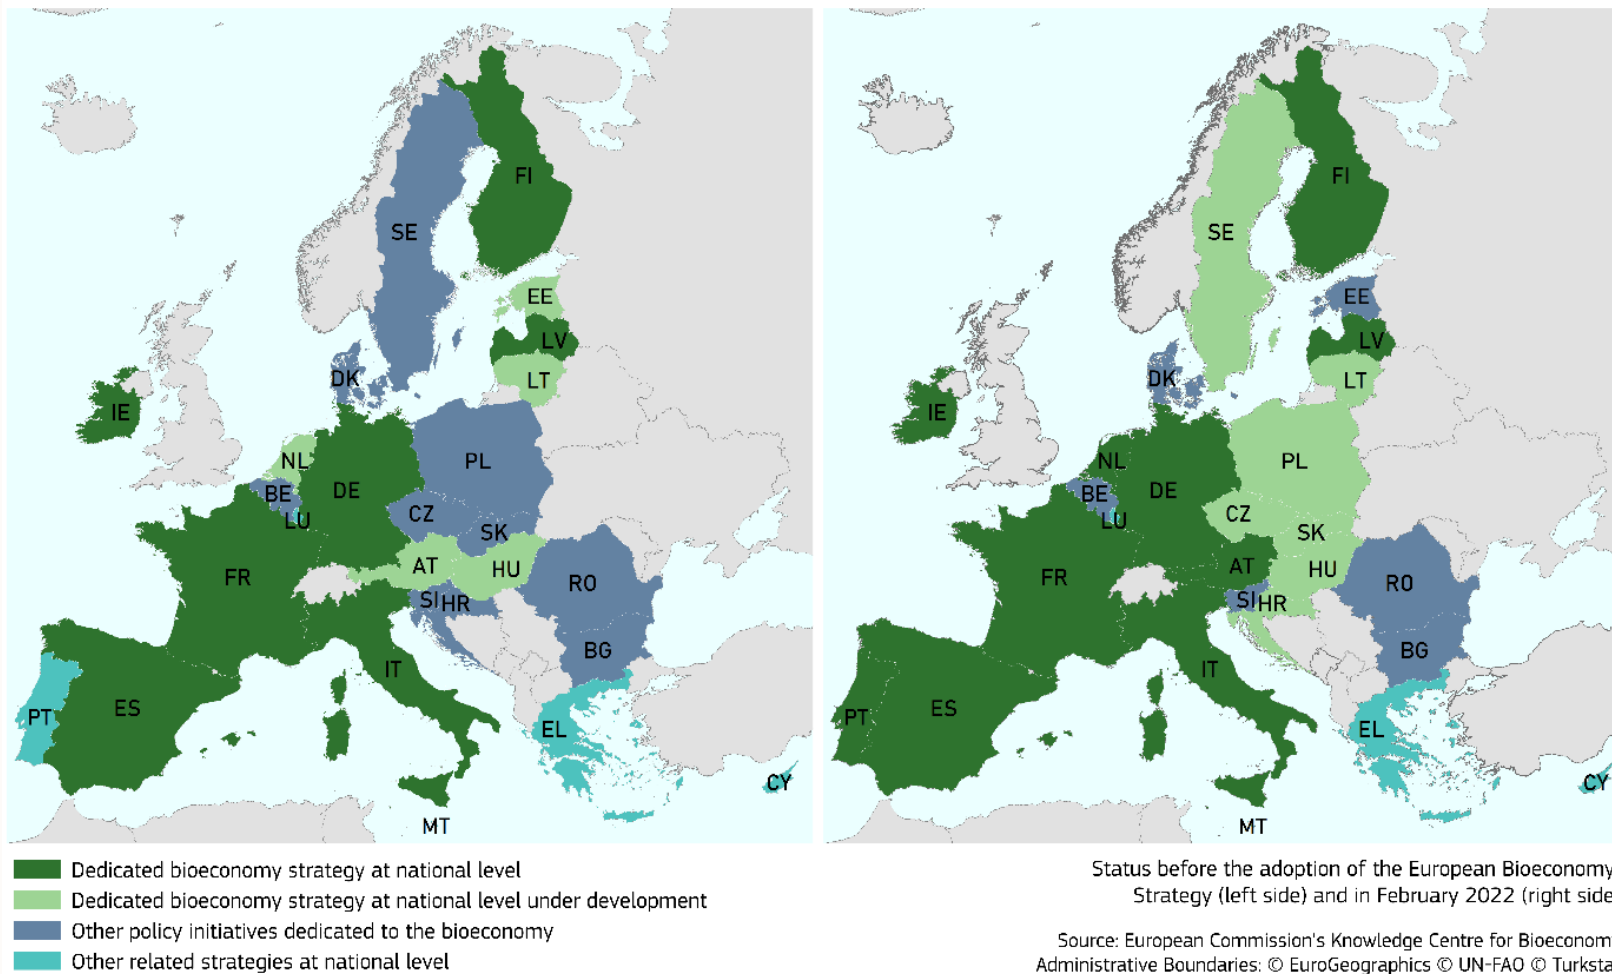 FI
SE
EE
LV
LT
DK
IE
NL
PL
BE
DE
LU
CZ
SK
AT
HU
FR
RO
SI
HR
BG
IT
PT
ES
EL
CY
MT
FI
SE
EE
LV
LT
DK
IE
NL
PL
BE
DE
LU
CZ
SK
AT
HU
FR
RO
SI
HR
BG
IT
PT
ES
EL
CY
MT
Dedicated bioeconomy strategy at national level
Dedicated bioeconomy strategy at national level under development
Other policy initiatives dedicated to the bioeconomy
Other related strategies at national level
Status before the adoption of the European Bioeconomy
Strategy (left side) and in February 2022 (right side
Source: European Commission's Knowledge Centre for Bioeconom
Administrative Boundaries: © EuroGeographics © UN-FAO © Turksta